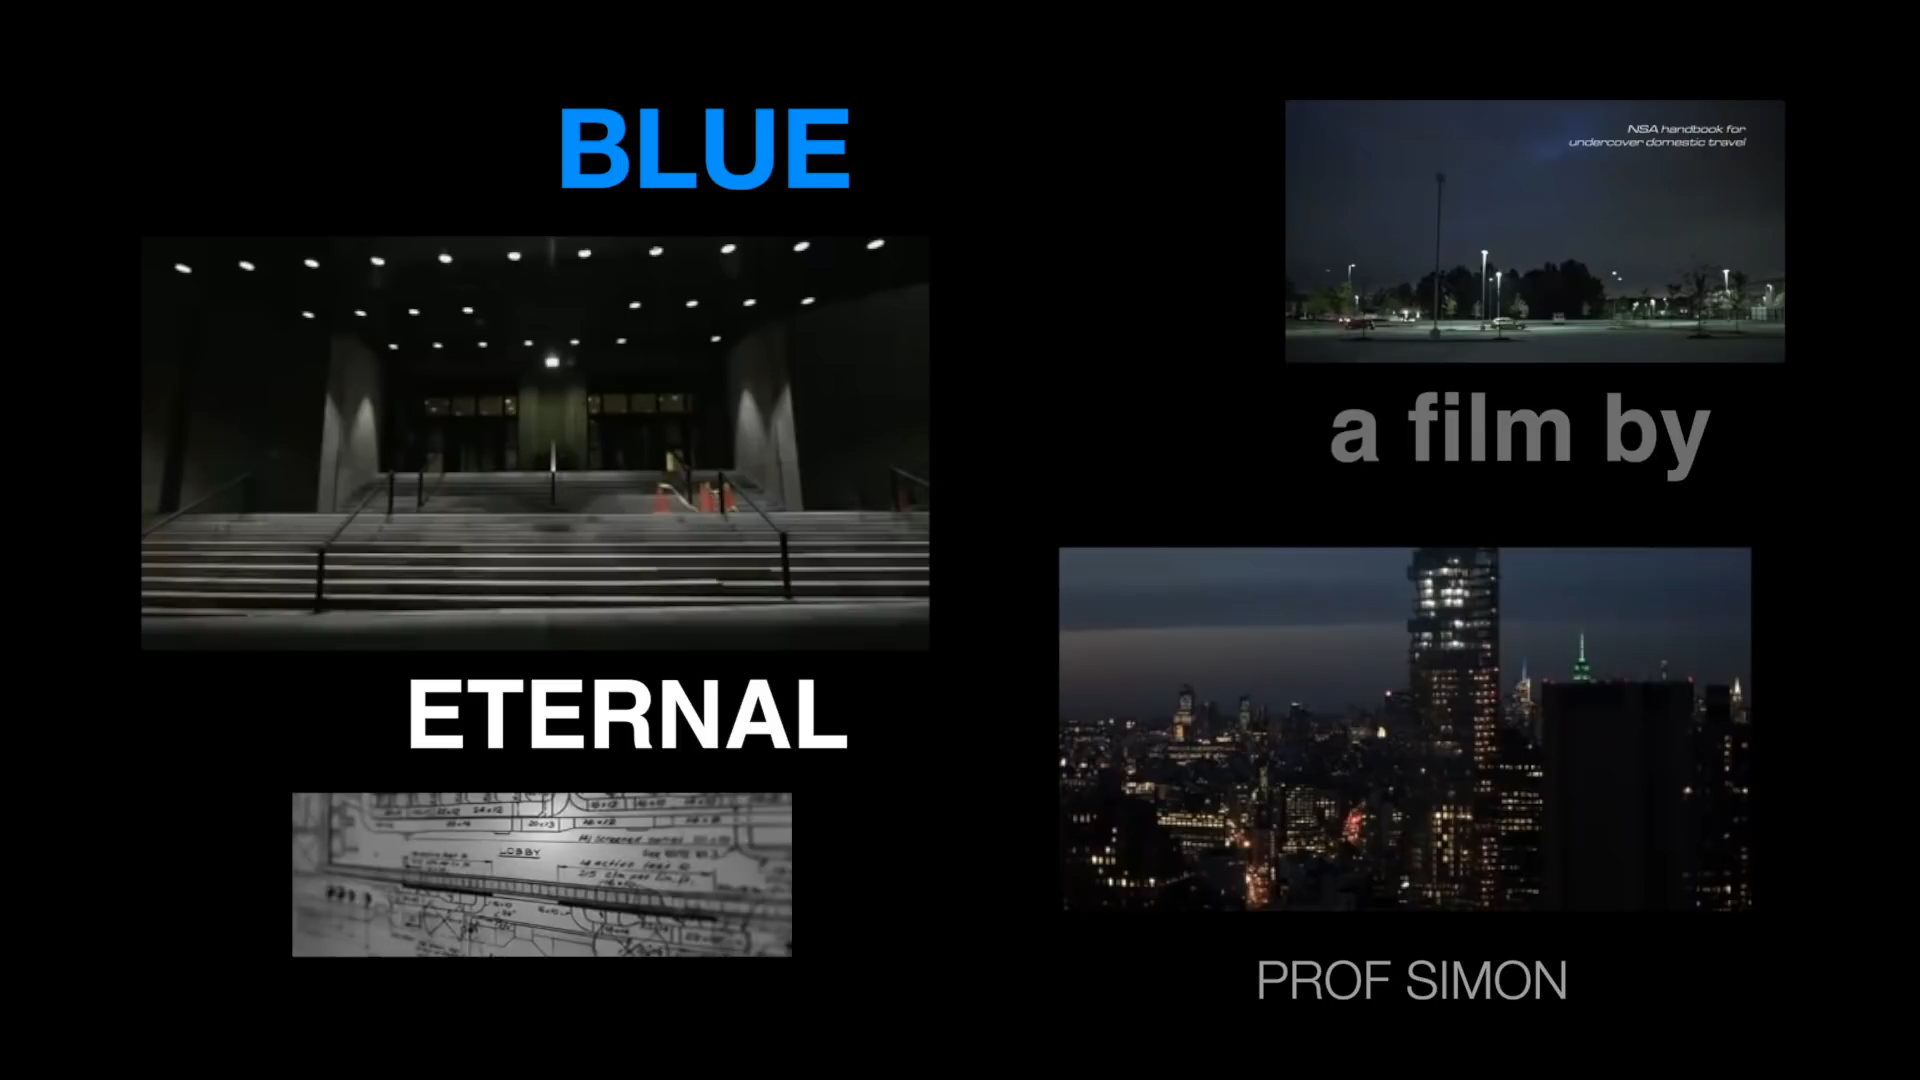 BLUE
ETERNAL
LOBBY
NSA handbook for
undercover domestic travel
a film by
PROF SIMON